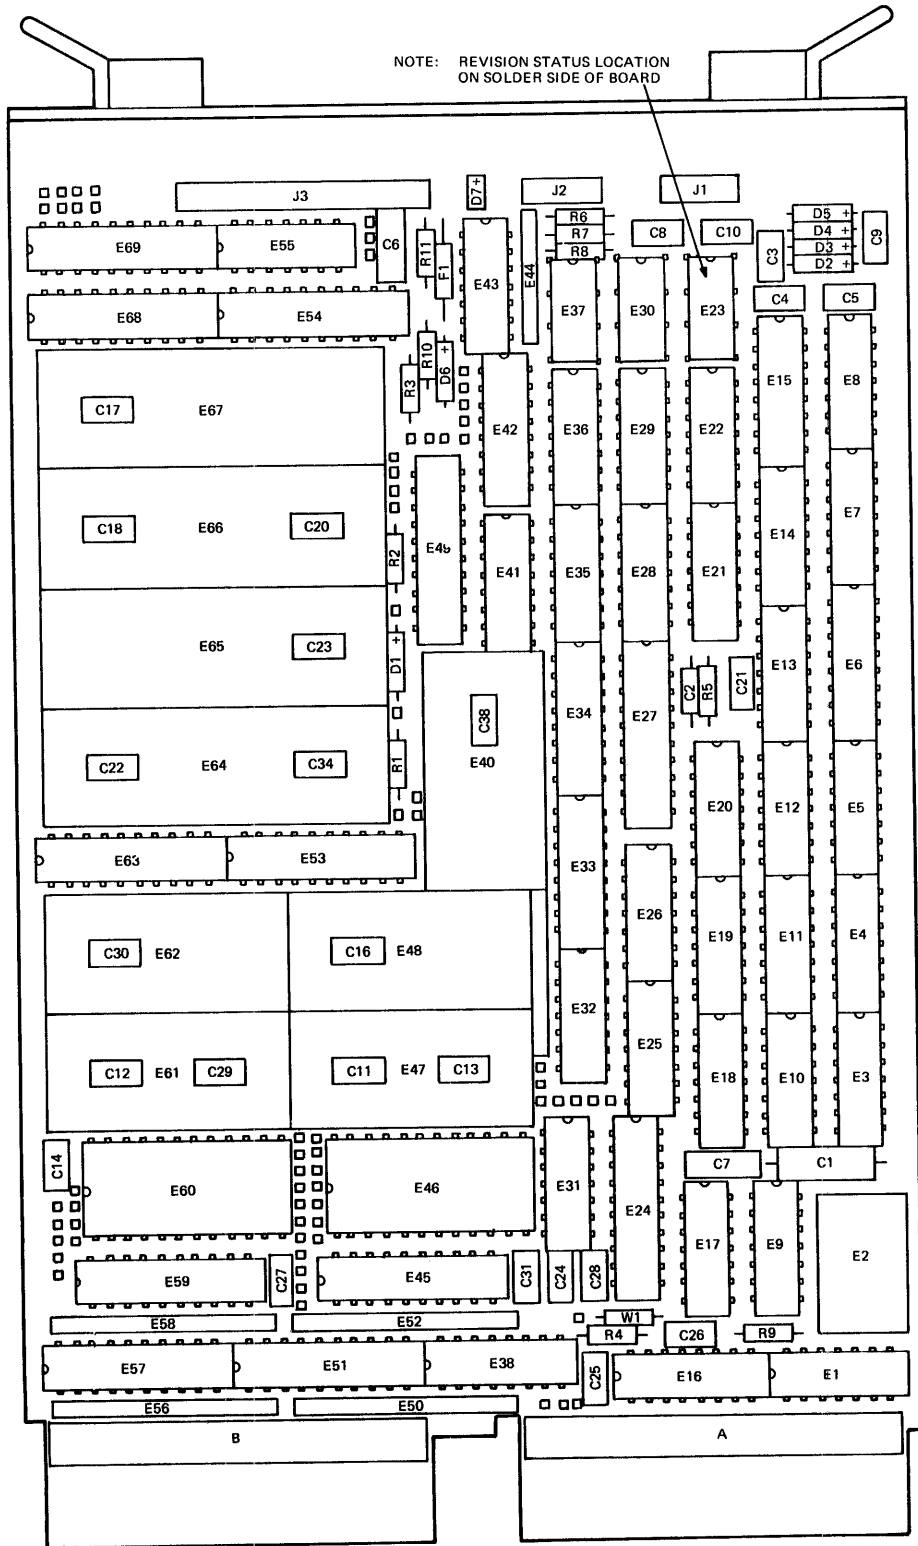 NOTE: REVISION STATUS LOCATION
ON SOLDER SIDE OF BOARD
J3
D7 +
J2
J1
R6
R7
R8
C8
C10
D5 +
D4 +
D3 +
D2 +
C9
C3
E69
E55
C6
R11
F1
E43
E44
E37
E30
E23
C4
C5
E68
E54
E15
E8
R10
D6 +
R3
C17
E67
E42
E36
E29
E22
C18
E66
C20
E49
E14
E7
R2
E41
E35
E28
E21
E65
C23
D1 +
E13
E6
C2
R5
C21
C38
E34
E27
C22
E64
C34
R1
E40
E20
E12
E5
E63
E53
E33
E26
C30
E62
C16
E48
E19
E11
E4
E32
E25
C12
E61
C29
C11
E47
C13
E18
E10
E3
C14
C7
C1
E60
E46
E31
E24
E17
E9
E2
E59
C27
E45
C31
C24
C28
E58
E52
W1
R4
C26
R9
E57
E51
E38
C25
E16
E1
E56
E50
B
A